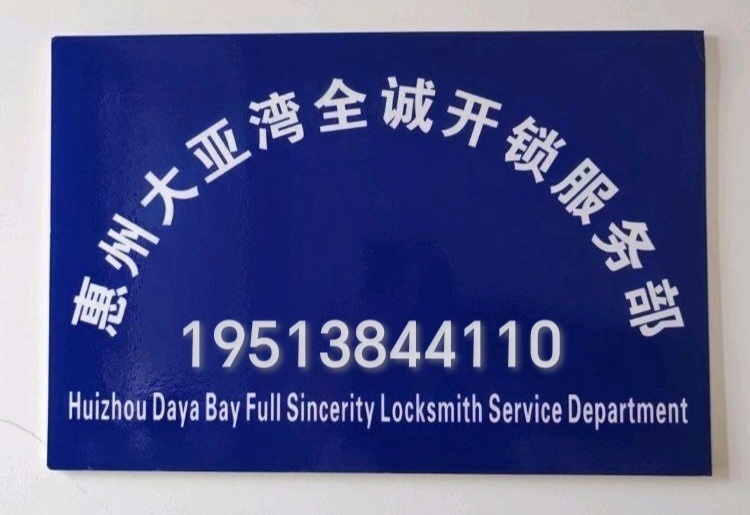 惠州大亚湾全诚开锁服务部
19513844110
Huizhou Daya Bay Full Sincerity Locksmith Service Department